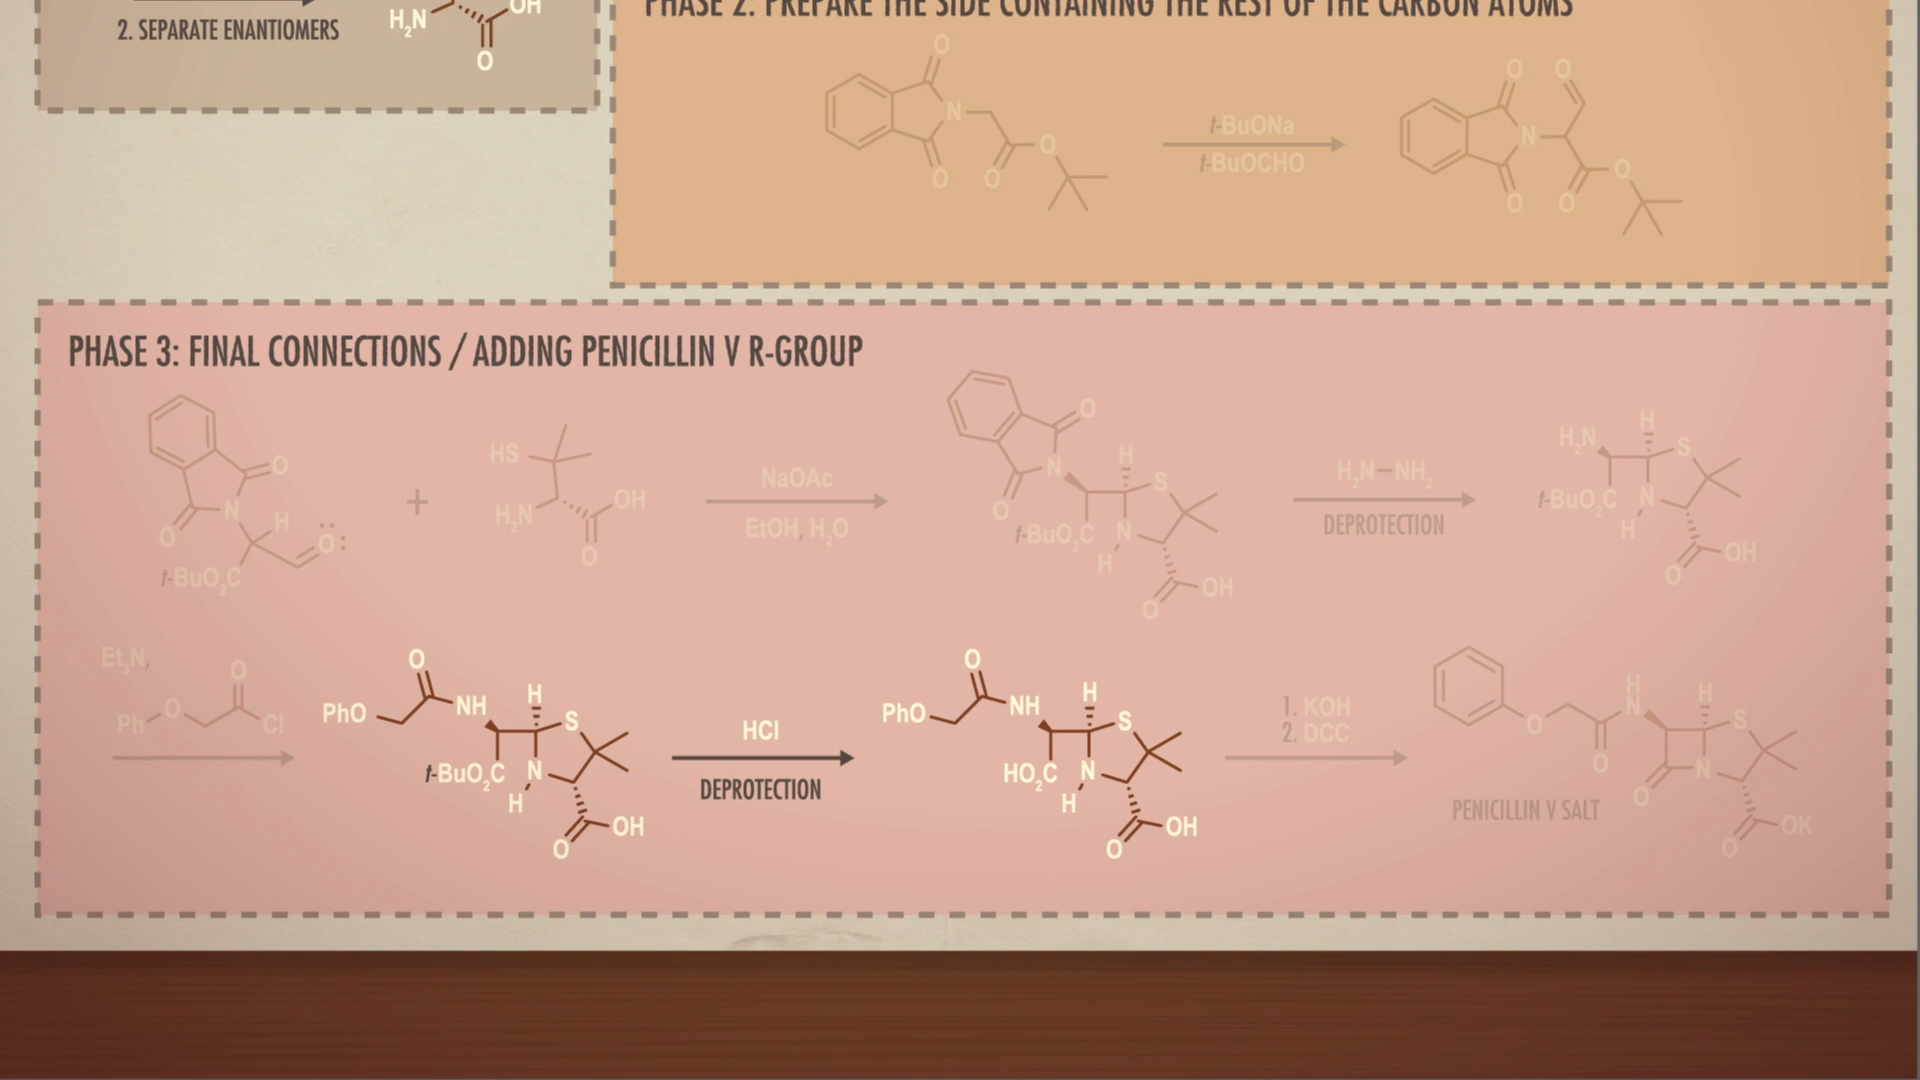 2. SEPARATE ENANTIOMERS
H₂N
OH
O
PHASE 2: PREPARE THE SIDE CONTAINING THE REST OF THE CARBON ATOMS
O
N
O
O
O
t-BuONa
t-BuOCHO
O
O
N
O
O
O
PHASE 3: FINAL CONNECTIONS / ADDING PENICILLIN V R-GROUP
O
N
O
H
O
t-BuO₂C
+
HS
H₂N
OH
O
NaOAc
EtOH, H₂O
O
N
O
H
S
t-BuO₂C
N
H
OH
O
H₂N-NH₂
DEPROTECTION
H₂N
H
S
t-BuO₂C
N
H
OH
O
Et₃N,
O
Ph
O
Cl
O
PhO
NH
H
S
t-BuO₂C
N
H
OH
O
HCl
DEPROTECTION
O
PhO
NH
H
S
HO₂C
N
H
OH
O
1. KOH
2. DCC
O
H
N
H
S
O
N
O
OK
O
PENICILLIN V SALT